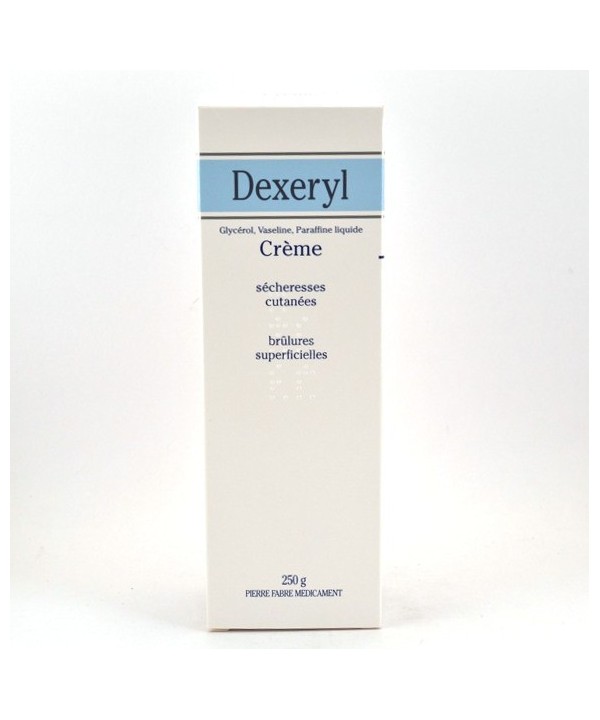 Dexeryl
Glycérol, Vaseline, Paraffine liquide
Crème
sécheresses
cutanées
brûlures
superficielles
250 g
PIERRE FABRE MEDICAMENT